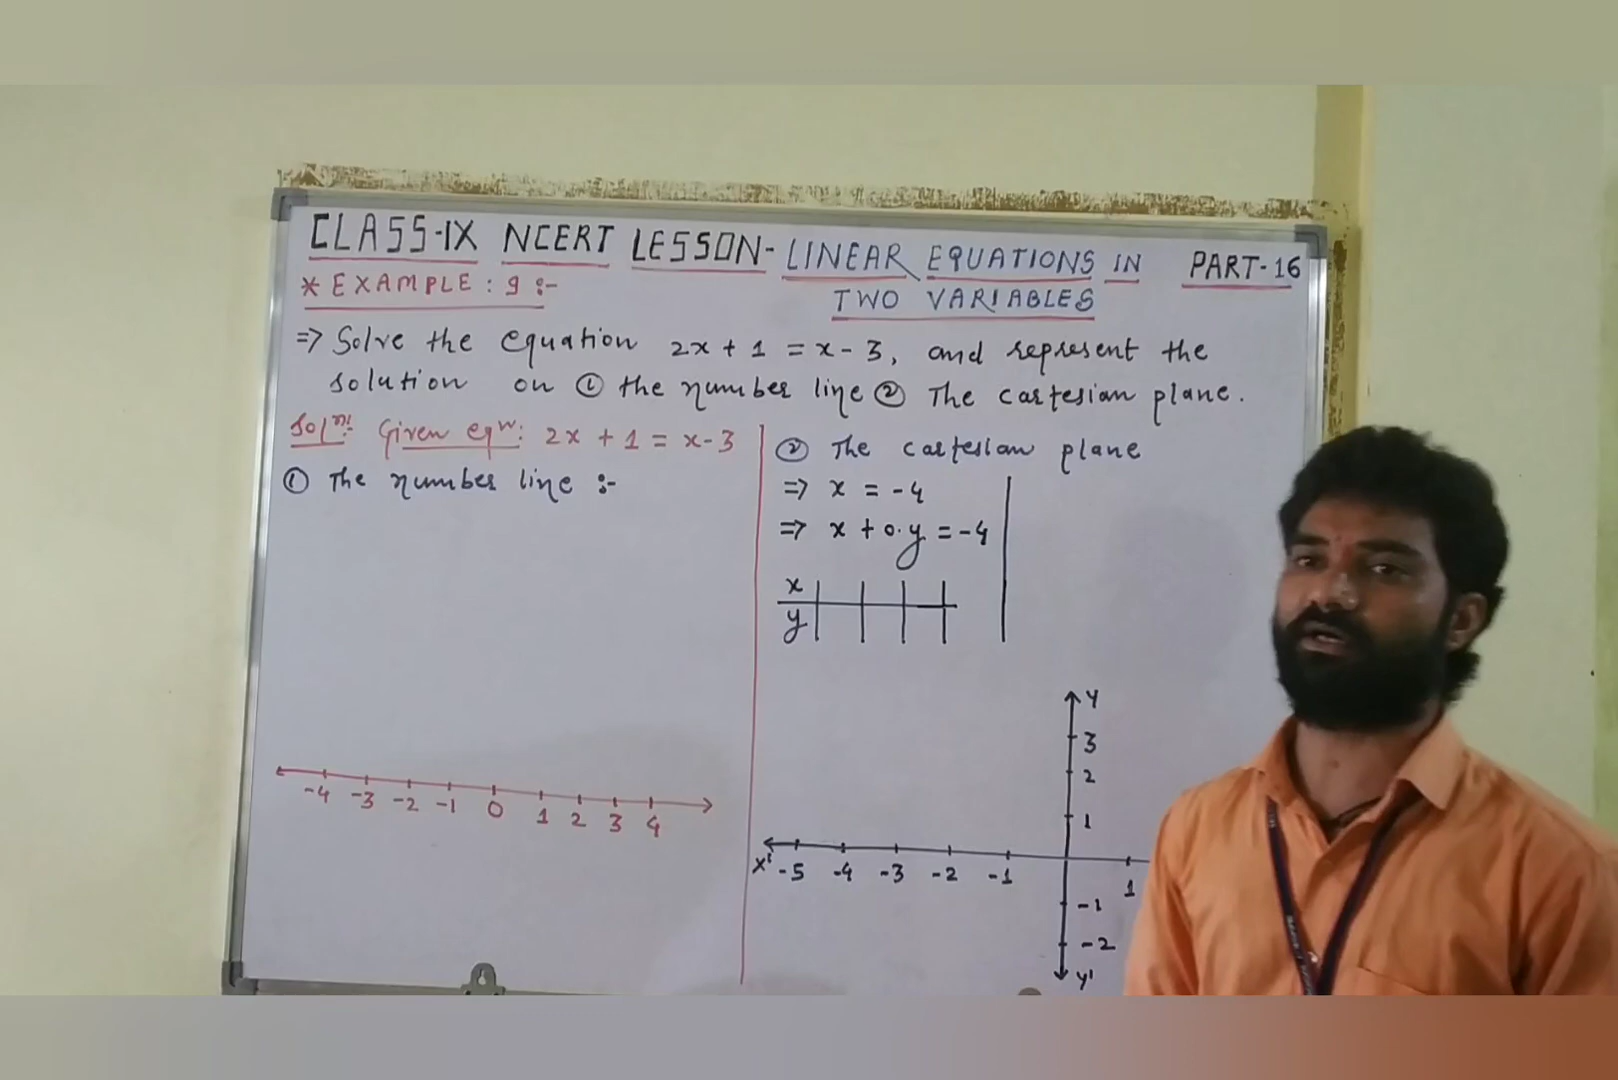 CLASS-IX NCERT LESSON- LINEAR EQUATIONS IN PART-16
TWO VARIABLES
* EXAMPLE : 9 :-
=> Solve the equation 2x + 1 = x - 3, and represent the
solution on ① the number line ② The cartesian plane.
Solⁿ:- Given eqⁿ: 2x + 1 = x - 3
① The number line :-
-4 -3 -2 -1 0 1 2 3 4
② The cartesian plane
=> x = -4
=> x + 0.y = -4
x
y
Y
3
2
1
X' -5 -4 -3 -2 -1 1
-1
-2
Y'